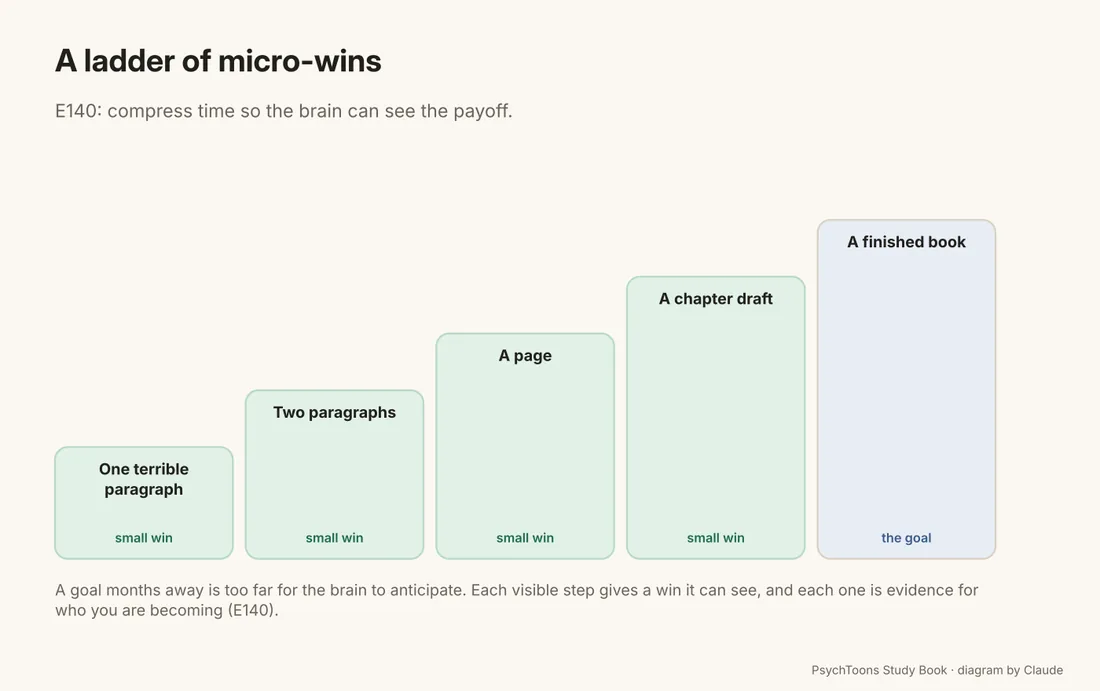 A ladder of micro-wins
E140: compress time so the brain can see the payoff.
One terrible
paragraph
small win
Two paragraphs
small win
A page
small win
A chapter draft
small win
A finished book
the goal
A goal months away is too far for the brain to anticipate. Each visible step gives a win it can see, and each one is evidence for
who you are becoming (E140).
PsychToons Study Book · diagram by Claude